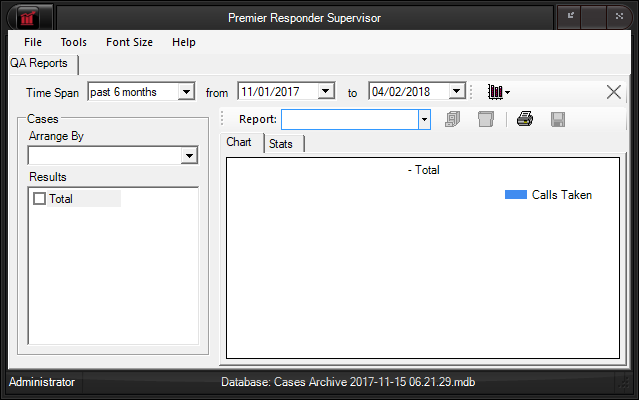 Premier Responder Supervisor
File Tools Font Size Help
QA Reports
Time Span past 6 months from 11/01/2017 to 04/02/2018
Cases
Arrange By
Results
Total
Report:
Chart Stats
- Total
Calls Taken
Administrator Database: Cases Archive 2017-11-15 06.21.29.mdb